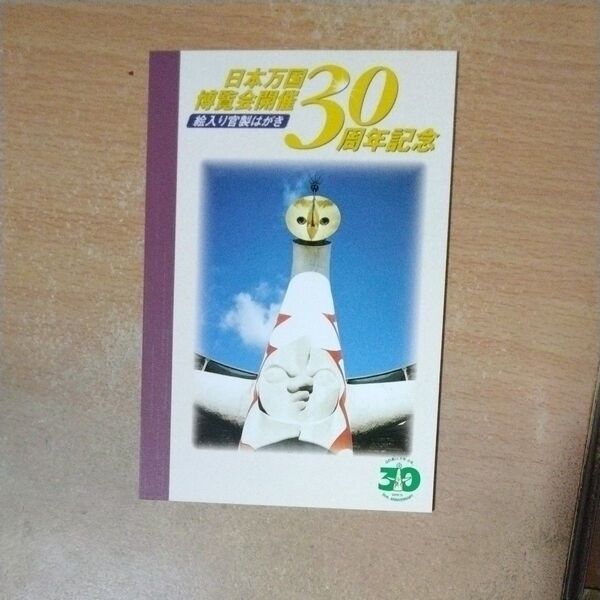 日本万国
博覧会開催
30
周年記念
絵入り官製はがき
30